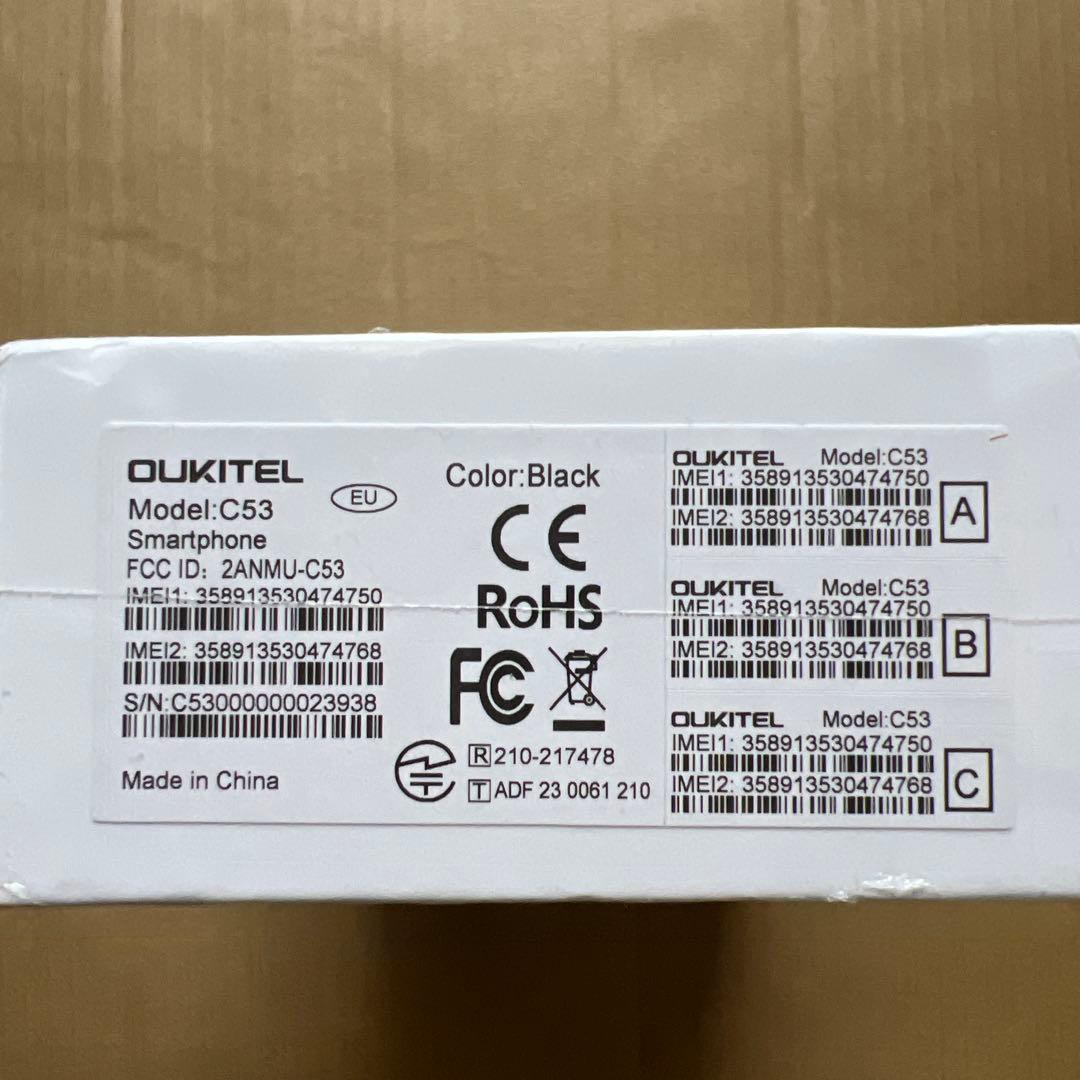 OUKITEL
Model:C53
EU
Smartphone
FCC ID: 2ANMU-C53
IMEI1: 358913530474750
IMEI2: 358913530474768
S/N:C53000000023938
Made in China
Color:Black
CE
RoHS
FC
R 210-217478
T ADF 23 0061 210
OUKITEL Model:C53
IMEI1: 358913530474750
IMEI2: 358913530474768
A
OUKITEL Model:C53
IMEI1: 358913530474750
IMEI2: 358913530474768
B
OUKITEL Model:C53
IMEI1: 358913530474750
IMEI2: 358913530474768
C